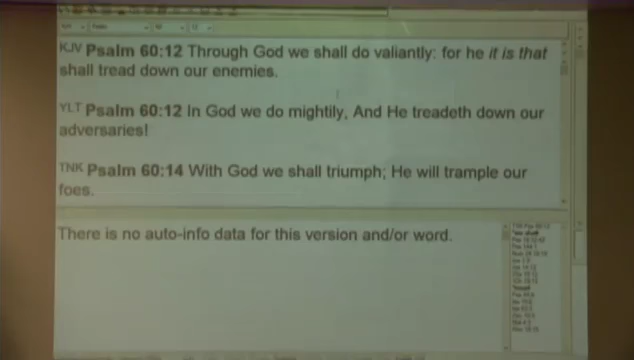 KJV Psalm 60:12 Through God we shall do valiantly: for he it is that
shall tread down our enemies.
YLT Psalm 60:12 In God we do mightily, And He treadeth down our
adversaries!
TNK Psalm 60:14 With God we shall triumph; He will trample our
foes.
There is no auto-info data for this version and/or word.